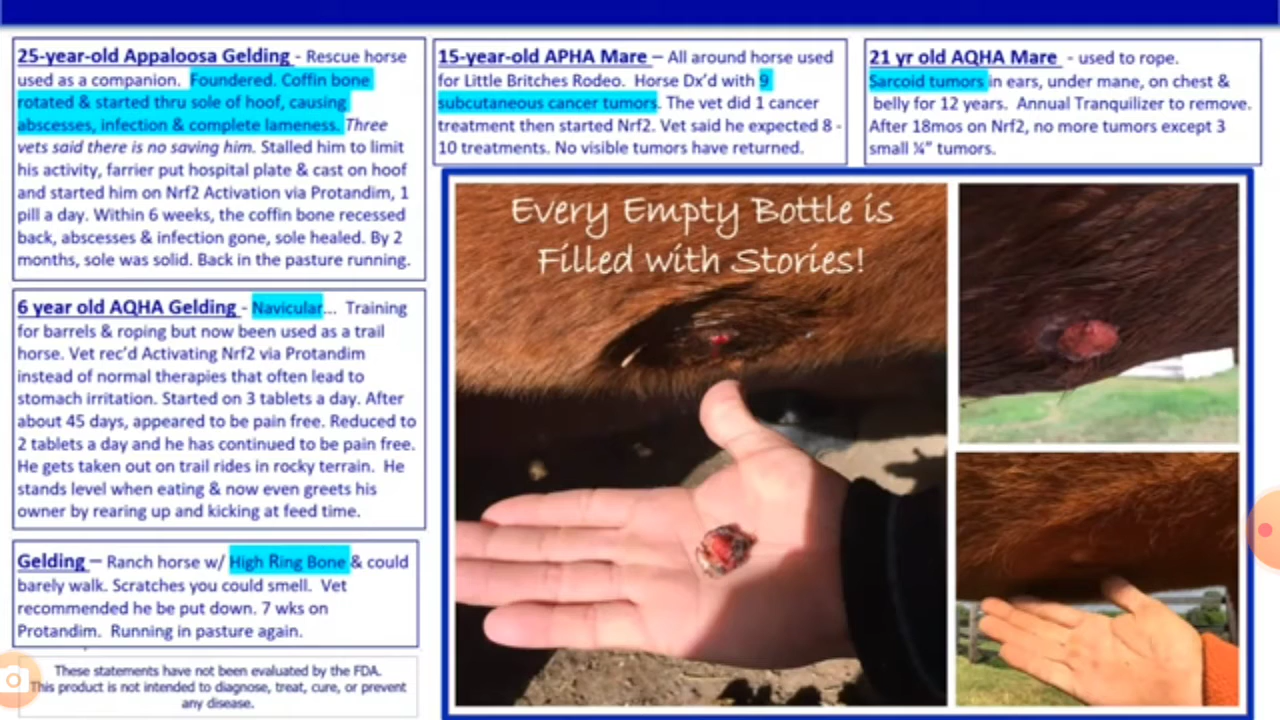 25-year-old Appaloosa Gelding - Rescue horse
used as a companion. Foundered. Coffin bone
rotated & started thru sole of hoof, causing
abscesses, infection & complete lameness. Three
vets said there is no saving him. Stalled him to limit
his activity, farrier put hospital plate & cast on hoof
and started him on Nrf2 Activation via Protandim, 1
pill a day. Within 6 weeks, the coffin bone recessed
back, abscesses & infection gone, sole healed. By 2
months, sole was solid. Back in the pasture running.
6 year old AQHA Gelding - Navicular... Training
for barrels & roping but now been used as a trail
horse. Vet rec'd Activating Nrf2 via Protandim
instead of normal therapies that often lead to
stomach irritation. Started on 3 tablets a day. After
about 45 days, appeared to be pain free. Reduced to
2 tablets a day and he has continued to be pain free.
He gets taken out on trail rides in rocky terrain. He
stands level when eating & now even greets his
owner by rearing up and kicking at feed time.
Gelding – Ranch horse w/ High Ring Bone & could
barely walk. Scratches you could smell. Vet
recommended he be put down. 7 wks on
Protandim. Running in pasture again.
These statements have not been evaluated by the FDA.
This product is not intended to diagnose, treat, cure, or prevent
any disease.
15-year-old APHA Mare – All around horse used
for Little Britches Rodeo. Horse Dx'd with 9
subcutaneous cancer tumors. The vet did 1 cancer
treatment then started Nrf2. Vet said he expected 8 -
10 treatments. No visible tumors have returned.
21 yr old AQHA Mare - used to rope.
Sarcoid tumors in ears, under mane, on chest &
belly for 12 years. Annual Tranquilizer to remove.
After 18mos on Nrf2, no more tumors except 3
small ¼" tumors.
Every Empty Bottle is
Filled with Stories!